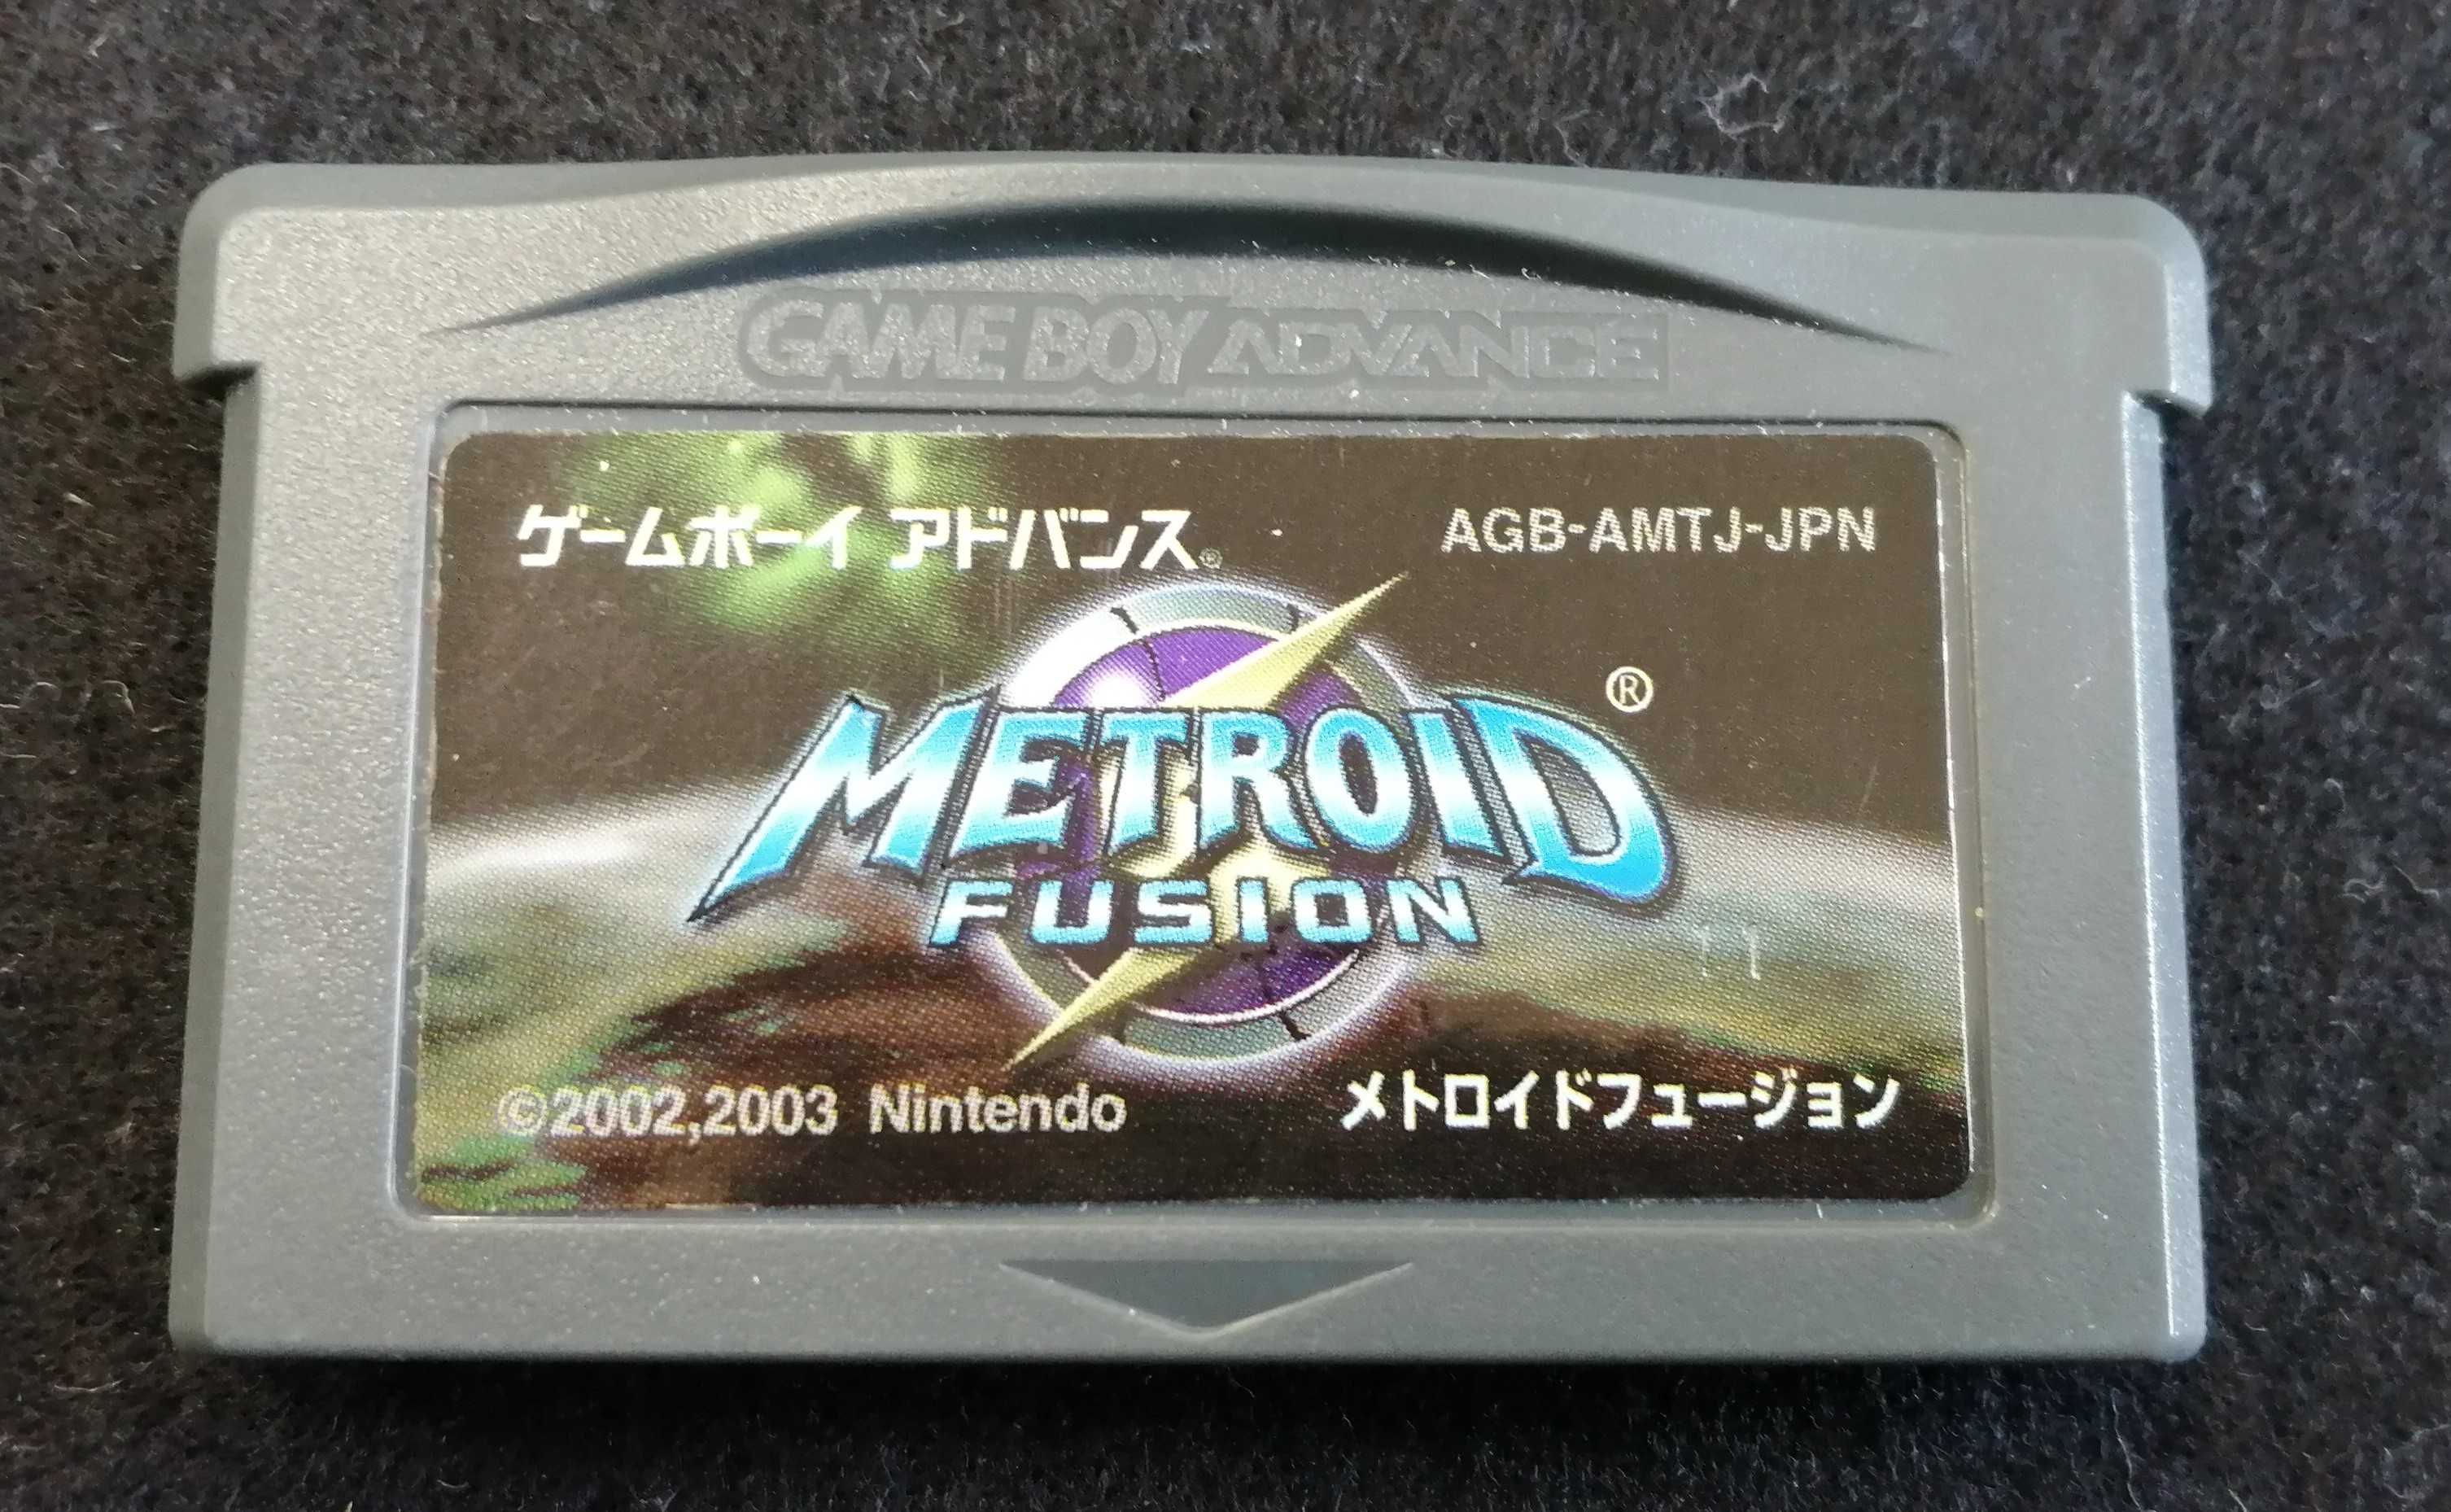 GAME BOY ADVANCE
ゲームボーイ アドバンス® AGB-AMTJ-JPN
METROID®
FUSION
©2002,2003 Nintendo メトロイドフュージョン
11